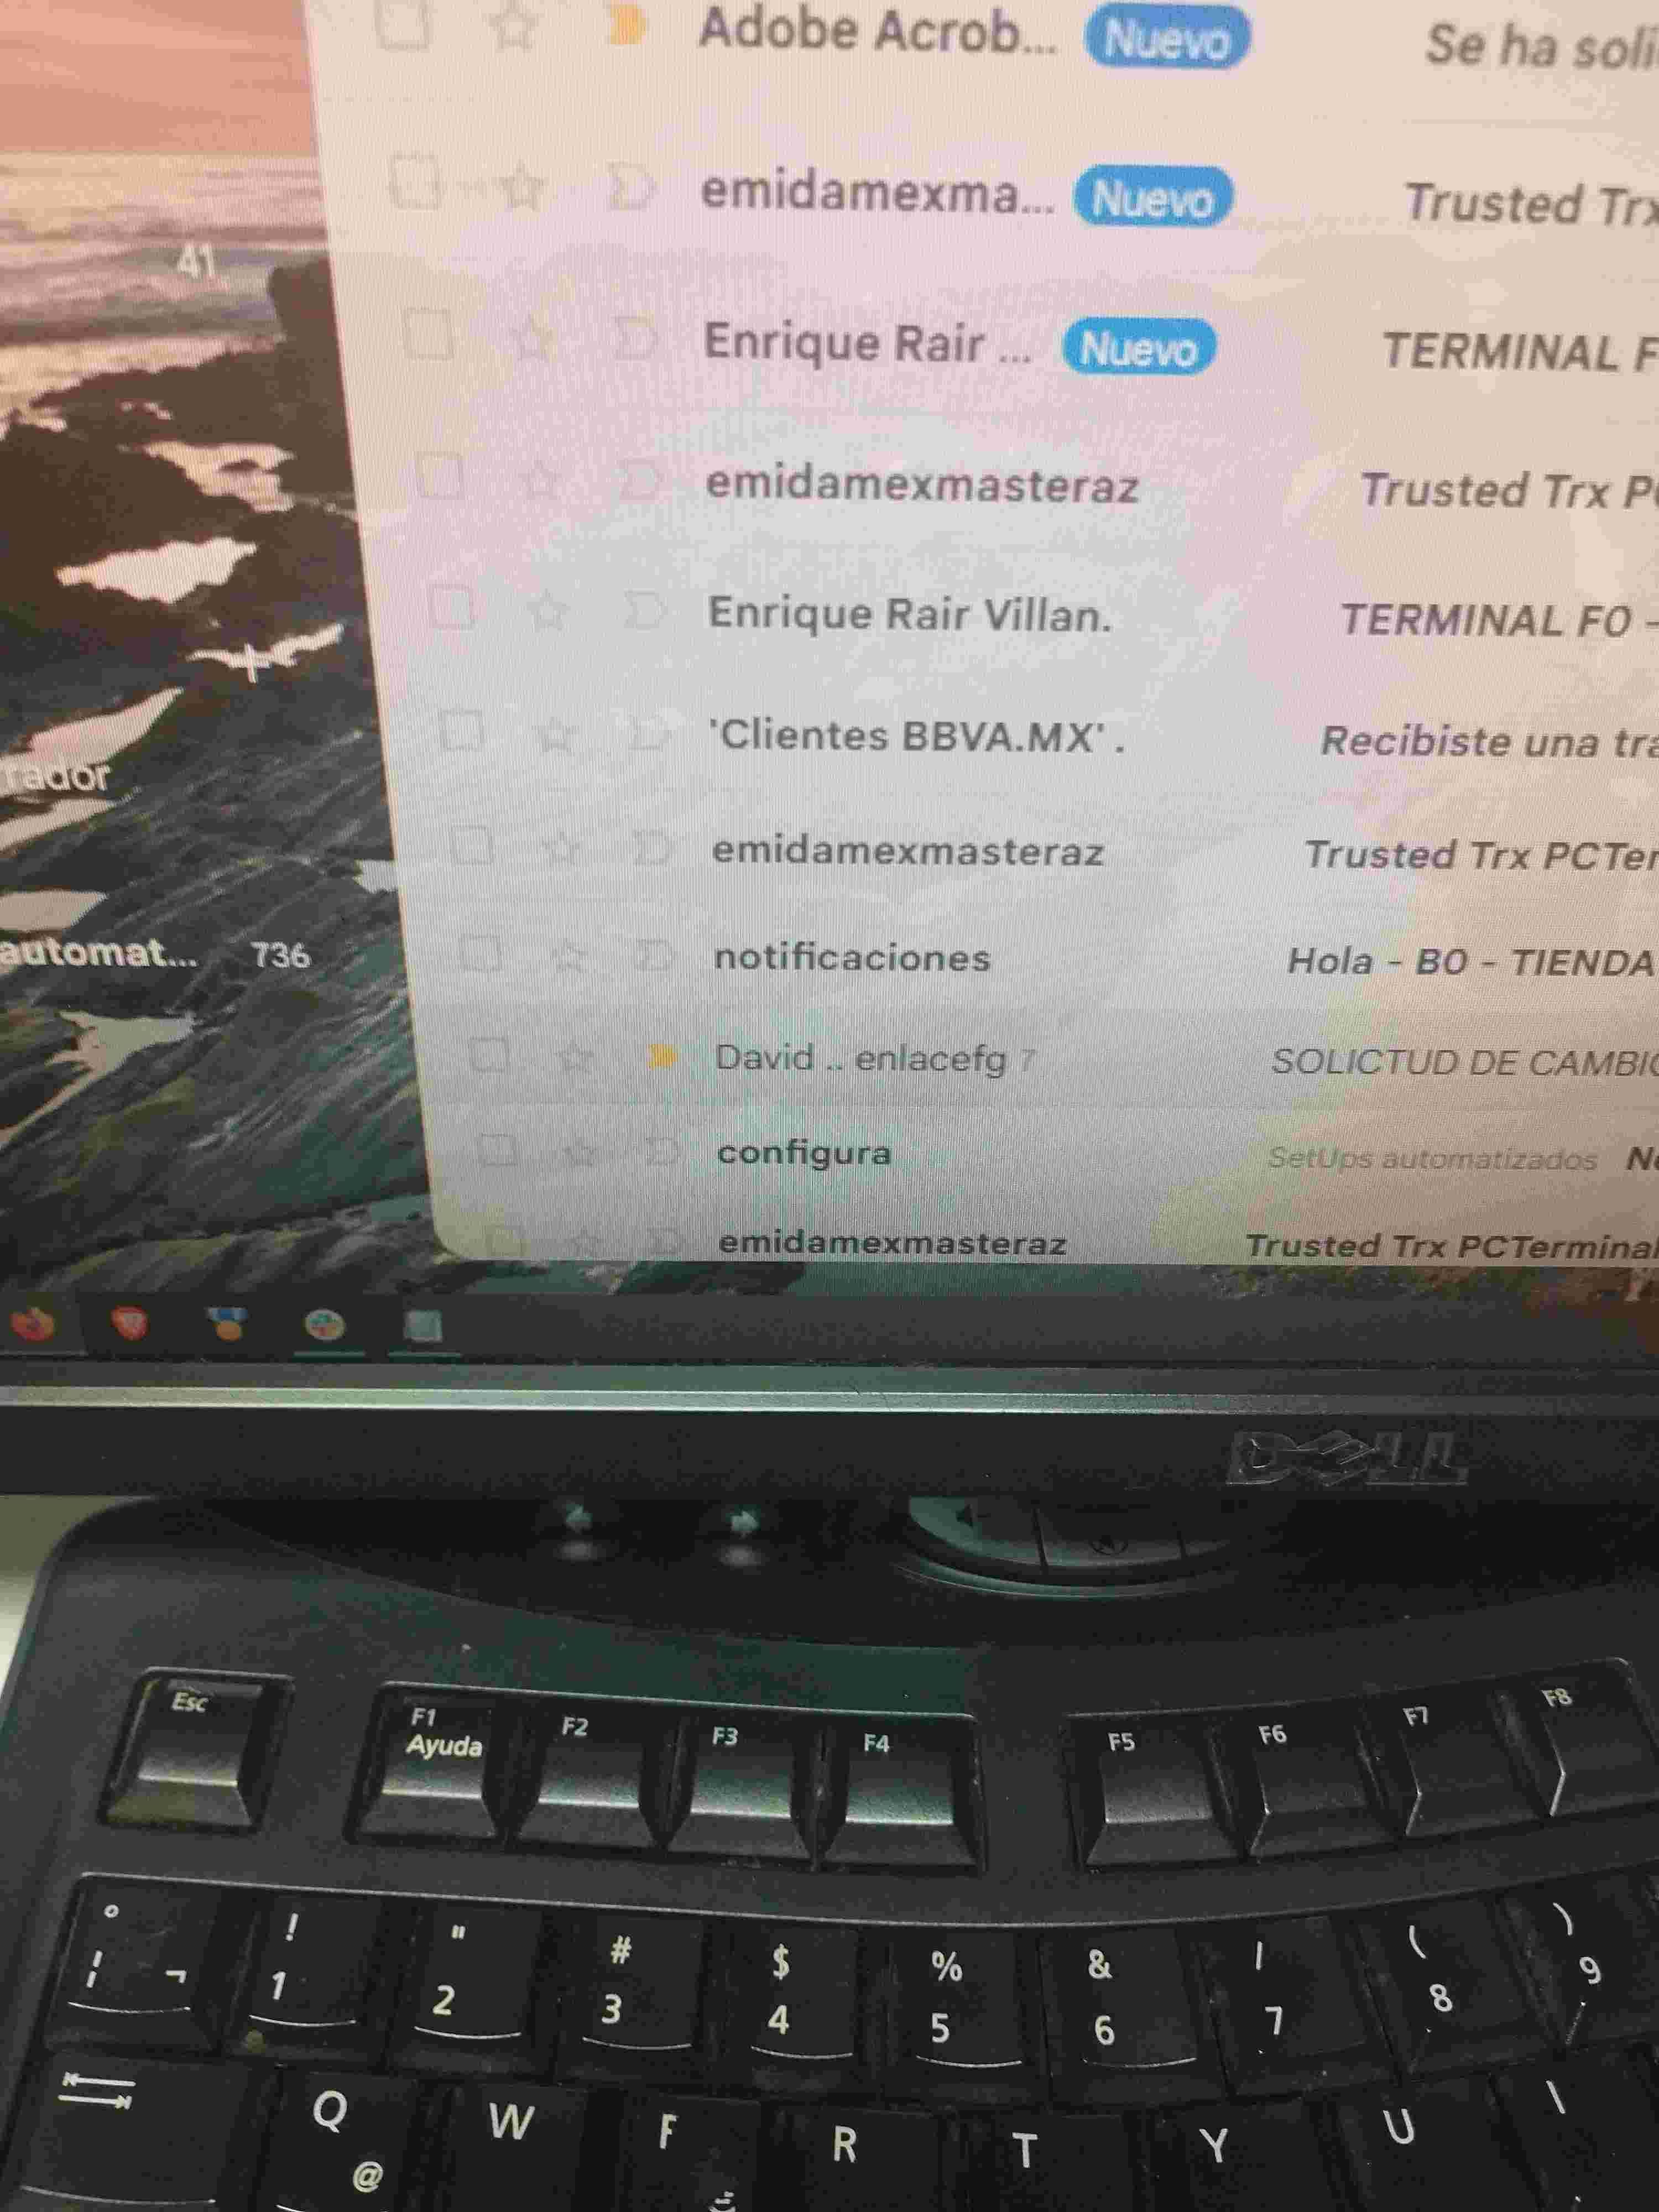 Adobe Acrob... Nuevo Se ha soli
emidamexma... Nuevo Trusted Trx
41
Enrique Rair ... Nuevo TERMINAL F
emidamexmasteraz Trusted Trx P
Enrique Rair Villan. TERMINAL FO -
+
'Clientes BBVA.MX' . Recibiste una tra
rador
emidamexmasteraz Trusted Trx PCTer
automat... 736
notificaciones Hola - BO - TIENDA
David .. enlacefg 7 SOLICTUD DE CAMBIO
configura SetUps automatizados No
emidamexmasteraz Trusted Trx PCTerminal
DELL
Esc F1 F2 F3 F4 F5 F6 F7 F8
Ayuda
° ! " # $ % & / ( )
¦ ¬ 1 2 3 4 5 6 7 8 9
Q W F R T Y U
@